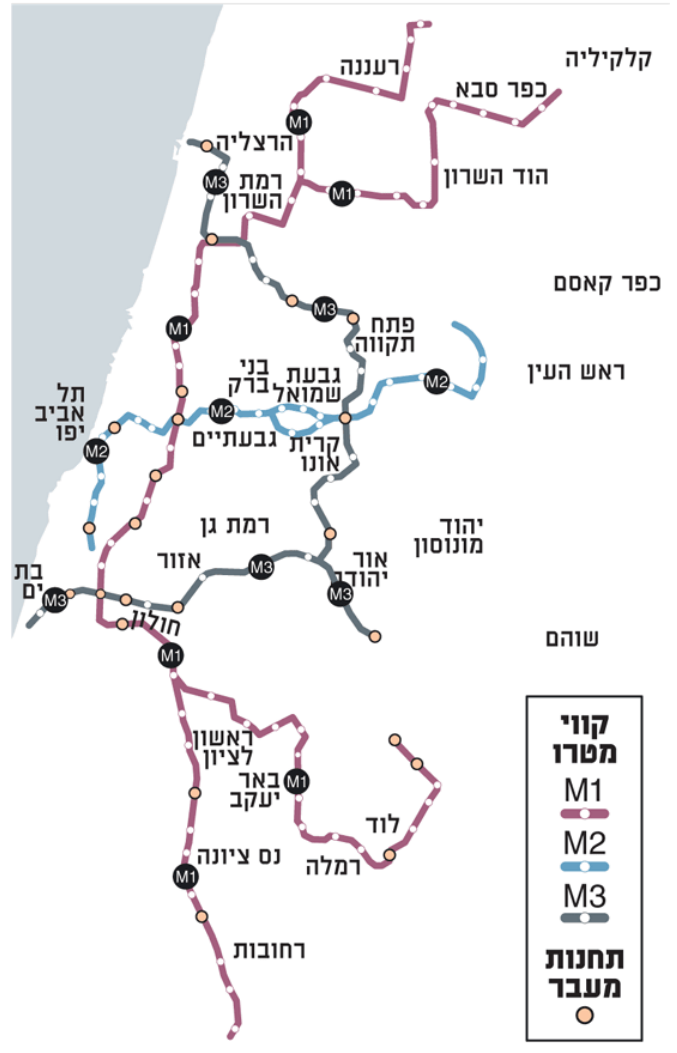 קלקיליה
רעננה
כפר סבא
M1
הרצליה
M3
רמת
השרון
M1
הוד השרון
כפר קאסם
M3
M1
פתח
תקווה
ראש העין
בני
ברק
גבעת
שמואל
M2
תל
אביב
יפו
M2
גבעתיים
קרית
אונו
M2
רמת גן
יהוד
מונוסון
אזור
M3
אור
יהודה
M3
בת
ים
M3
חולון
שוהם
M1
ראשון
לציון
באר
יעקב
M1
לוד
רמלה
נס ציונה
M1
רחובות
קווי
מטרו
M1
M2
M3
תחנות
מעבר